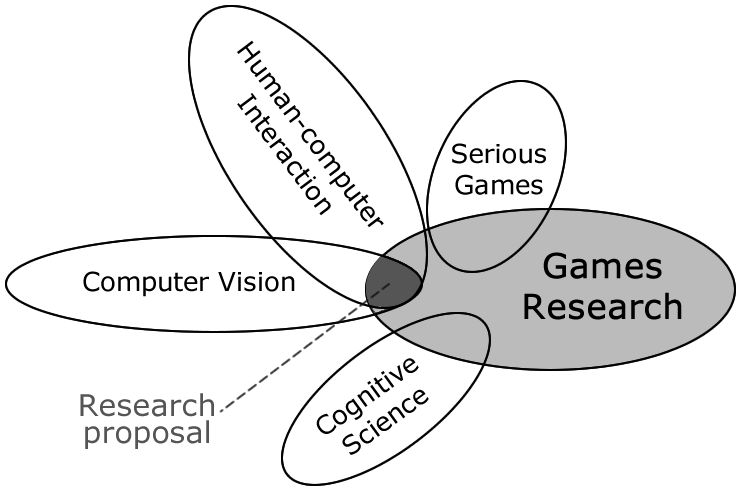 Human-computer
Interaction
Serious
Games
Computer Vision
Games
Research
Cognitive
Science
Research
proposal